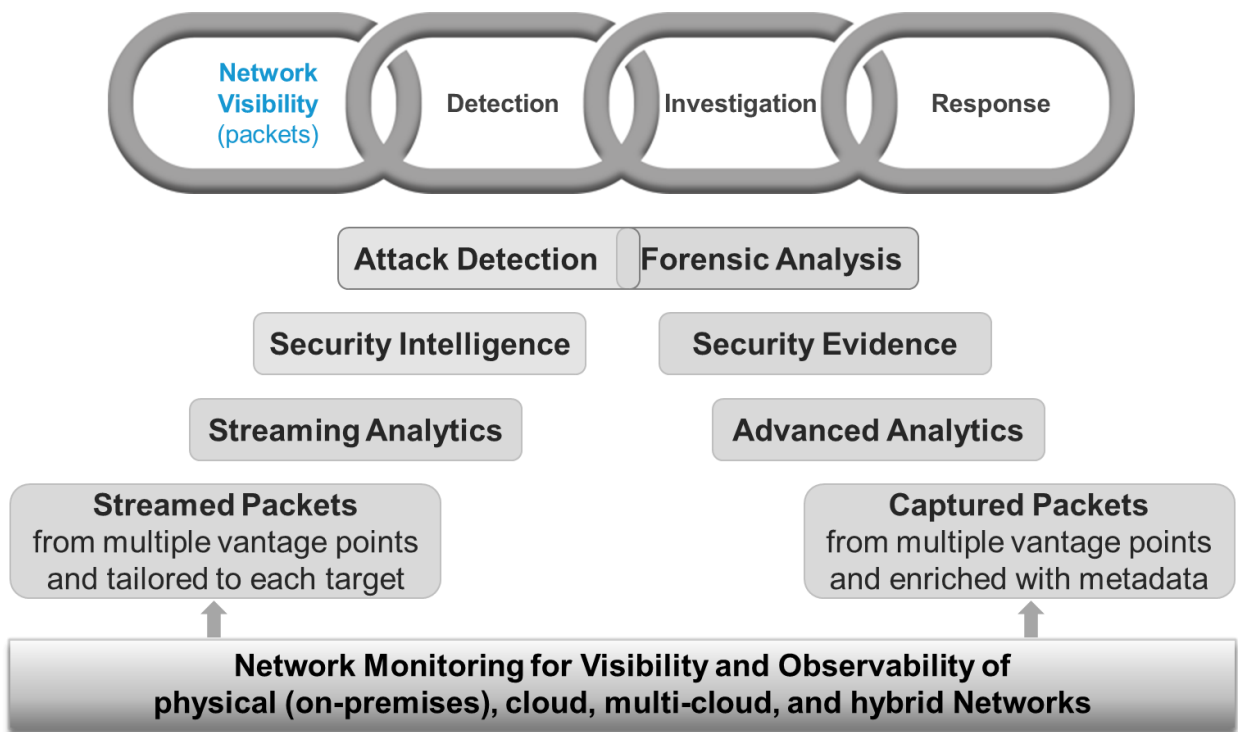 Network
Visibility
(packets)
Detection
Investigation
Response
Attack Detection
Forensic Analysis
Security Intelligence
Security Evidence
Streaming Analytics
Advanced Analytics
Streamed Packets
from multiple vantage points
and tailored to each target
Captured Packets
from multiple vantage points
and enriched with metadata
Network Monitoring for Visibility and Observability of
physical (on-premises), cloud, multi-cloud, and hybrid Networks